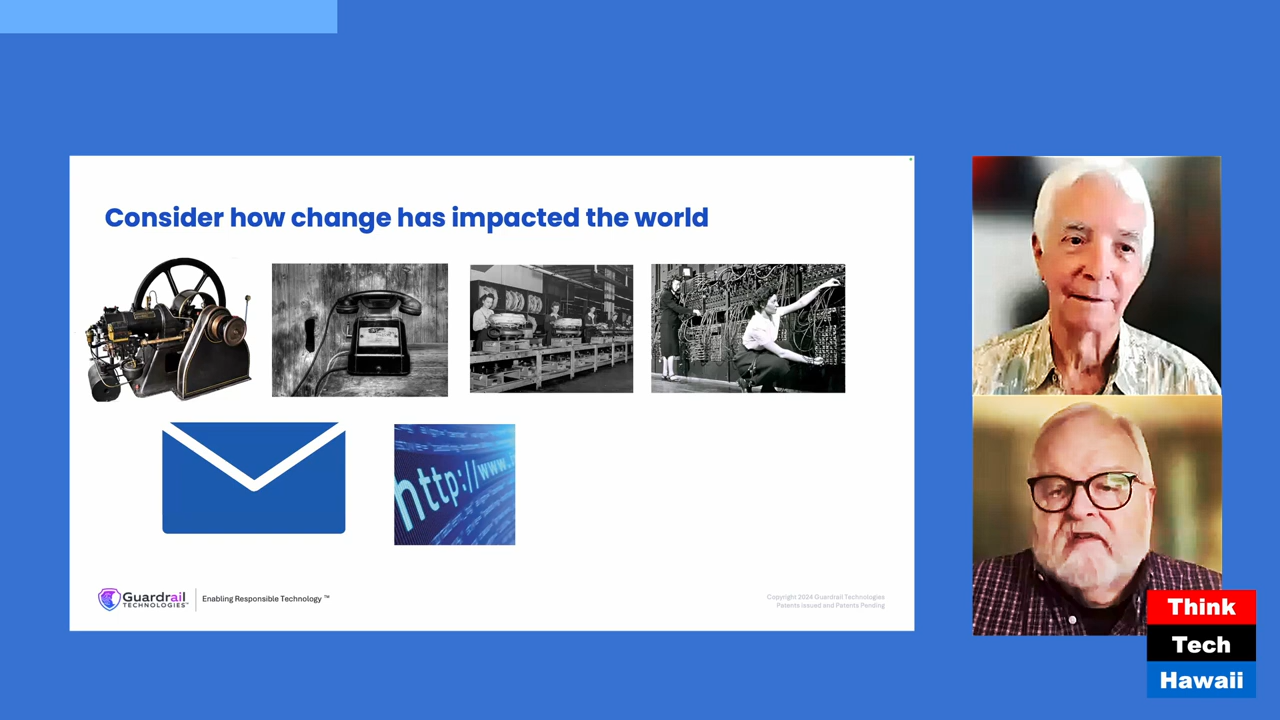 Consider how change has impacted the world
http://www.
Guardrail
TECHNOLOGIES™
Enabling Responsible Technology ™
Copyright 2024 Guardrail Technologies
Patents Issued and Patents Pending
Think
Tech
Hawaii